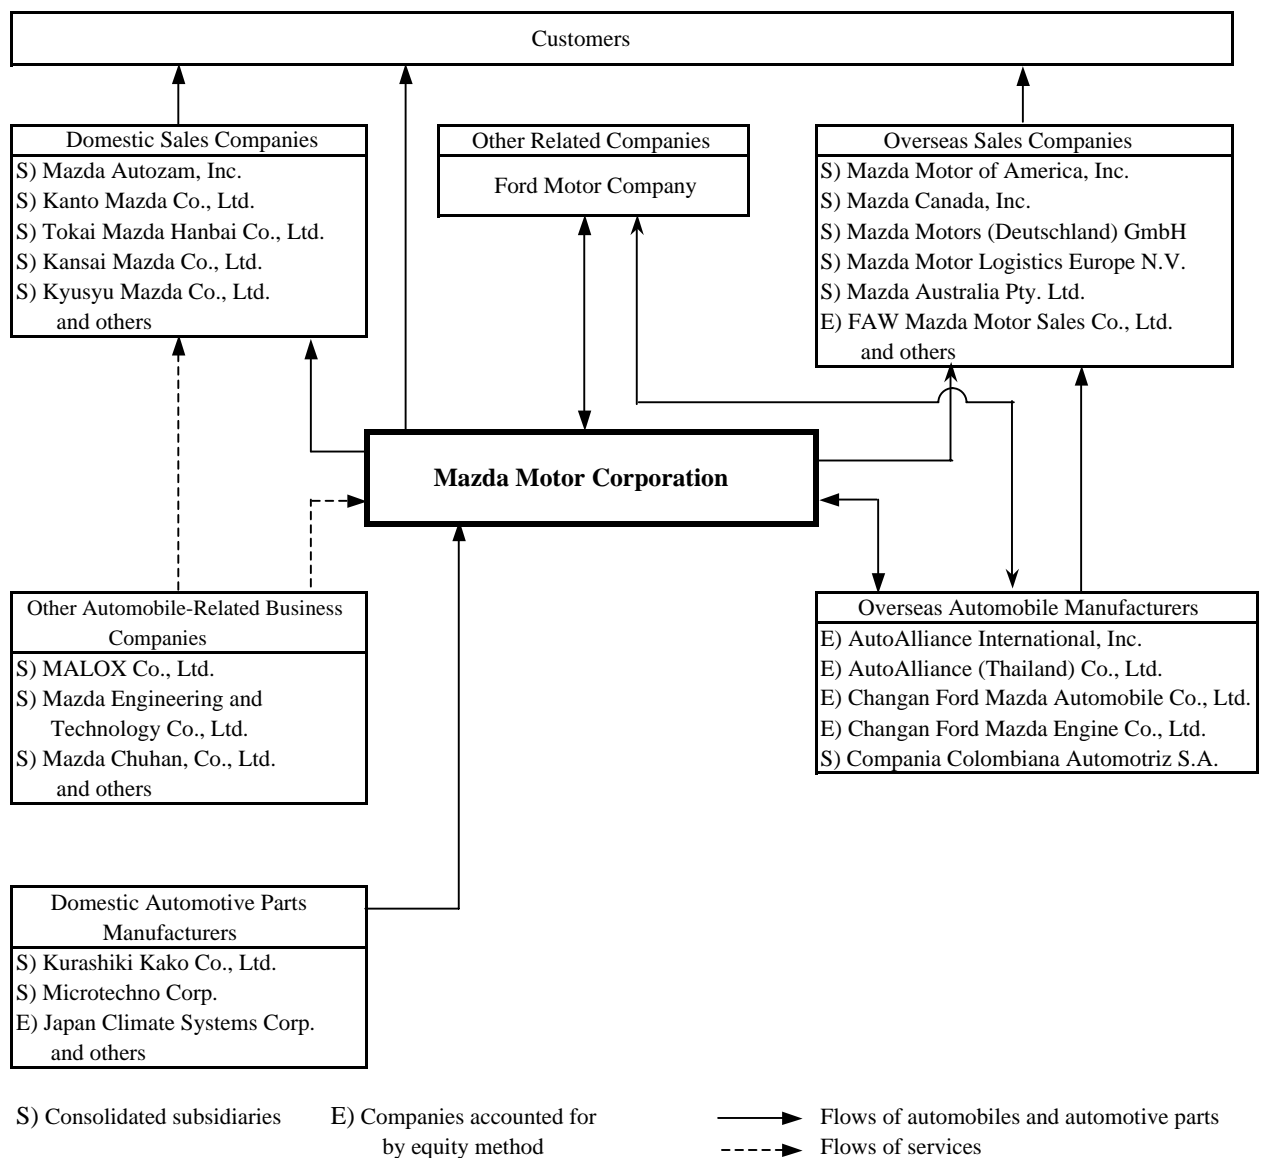 Customers
Domestic Sales Companies
S) Mazda Autozam, Inc.
S) Kanto Mazda Co., Ltd.
S) Tokai Mazda Hanbai Co., Ltd.
S) Kansai Mazda Co., Ltd.
S) Kyusyu Mazda Co., Ltd.
and others
Other Related Companies
Ford Motor Company
Overseas Sales Companies
S) Mazda Motor of America, Inc.
S) Mazda Canada, Inc.
S) Mazda Motors (Deutschland) GmbH
S) Mazda Motor Logistics Europe N.V.
S) Mazda Australia Pty. Ltd.
E) FAW Mazda Motor Sales Co., Ltd.
and others
Mazda Motor Corporation
Other Automobile-Related Business
Companies
S) MALOX Co., Ltd.
S) Mazda Engineering and
Technology Co., Ltd.
S) Mazda Chuhan, Co., Ltd.
and others
Overseas Automobile Manufacturers
E) AutoAlliance International, Inc.
E) AutoAlliance (Thailand) Co., Ltd.
E) Changan Ford Mazda Automobile Co., Ltd.
E) Changan Ford Mazda Engine Co., Ltd.
S) Compania Colombiana Automotriz S.A.
Domestic Automotive Parts
Manufacturers
S) Kurashiki Kako Co., Ltd.
S) Microtechno Corp.
E) Japan Climate Systems Corp.
and others
S) Consolidated subsidiaries
E) Companies accounted for
by equity method
Flows of automobiles and automotive parts
Flows of services